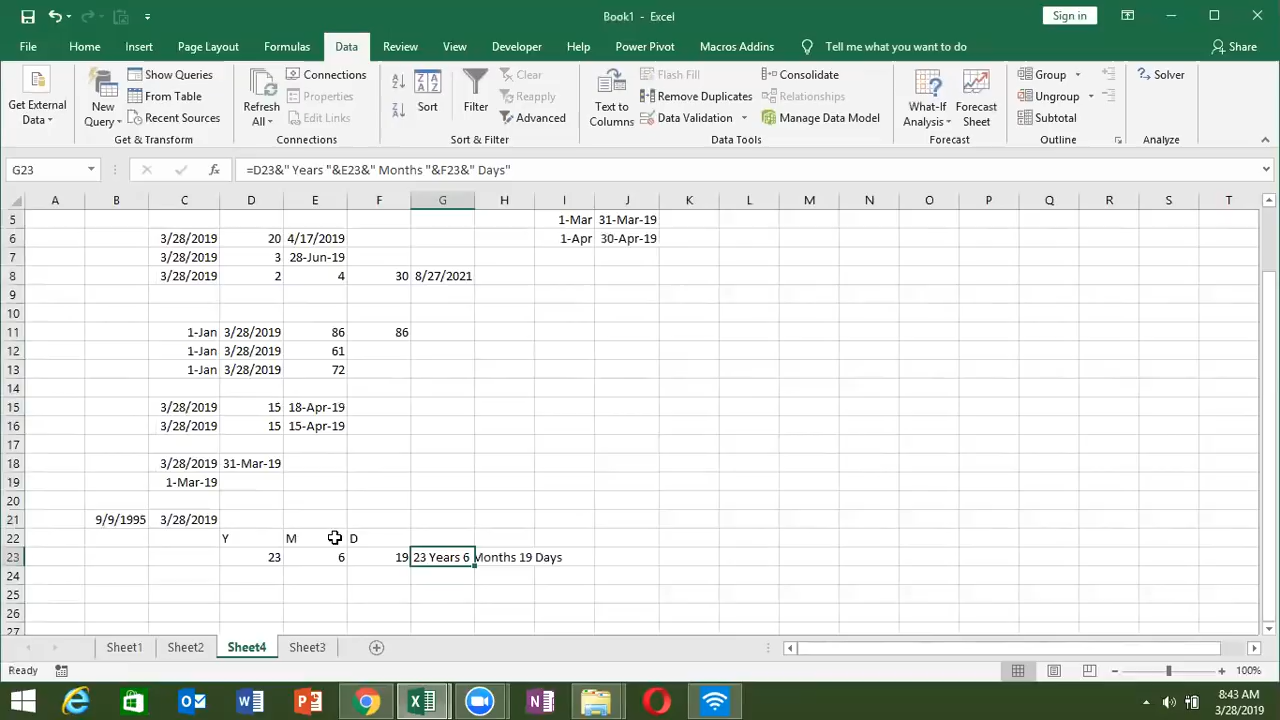 Book1 - Excel
Sign in
File Home Insert Page Layout Formulas Data Review View Developer Help Power Pivot Macros Addins Tell me what you want to do Share
Get External Data
New Query
Show Queries
From Table
Recent Sources
Get & Transform
Refresh All
Connections
Properties
Edit Links
Connections
Sort
Filter
Clear
Reapply
Advanced
Sort & Filter
Text to Columns
Flash Fill
Remove Duplicates
Data Validation
Consolidate
Relationships
Manage Data Model
Data Tools
What-If Analysis
Forecast Sheet
Forecast
Group
Ungroup
Subtotal
Outline
Solver
Analyze
G23 fx =D23&" Years "&E23&" Months "&F23&" Days"
A B C D E F G H I J K L M N O P Q R S T
5 1-Mar 31-Mar-19
6 3/28/2019 20 4/17/2019 1-Apr 30-Apr-19
7 3/28/2019 3 28-Jun-19
8 3/28/2019 2 4 30 8/27/2021
9
10
11 1-Jan 3/28/2019 86 86
12 1-Jan 3/28/2019 61
13 1-Jan 3/28/2019 72
14
15 3/28/2019 15 18-Apr-19
16 3/28/2019 15 15-Apr-19
17
18 3/28/2019 31-Mar-19
19 1-Mar-19
20
21 9/9/1995 3/28/2019
22 Y M D
23 23 6 19 23 Years 6 Months 19 Days
24
25
26
27
Sheet1 Sheet2 Sheet4 Sheet3
Ready 100%
8:43 AM
3/28/2019